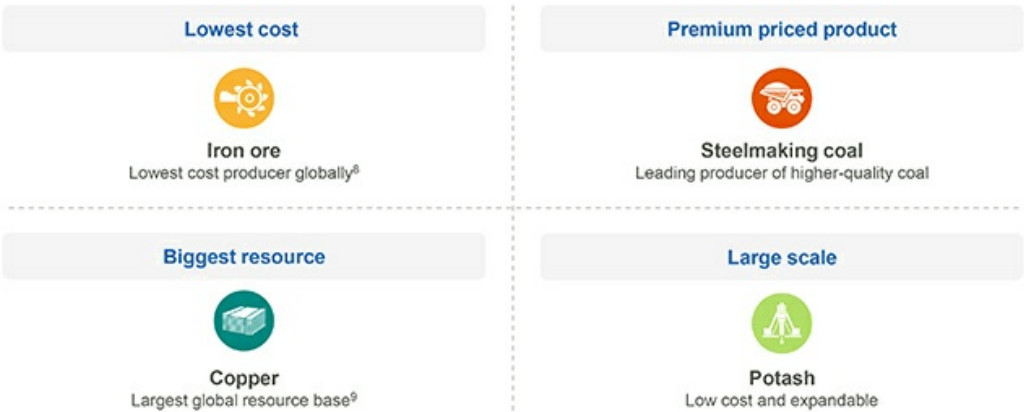 Lowest cost
Iron ore
Lowest cost producer globally⁸
Premium priced product
Steelmaking coal
Leading producer of higher-quality coal
Biggest resource
Copper
Largest global resource base⁹
Large scale
Potash
Low cost and expandable